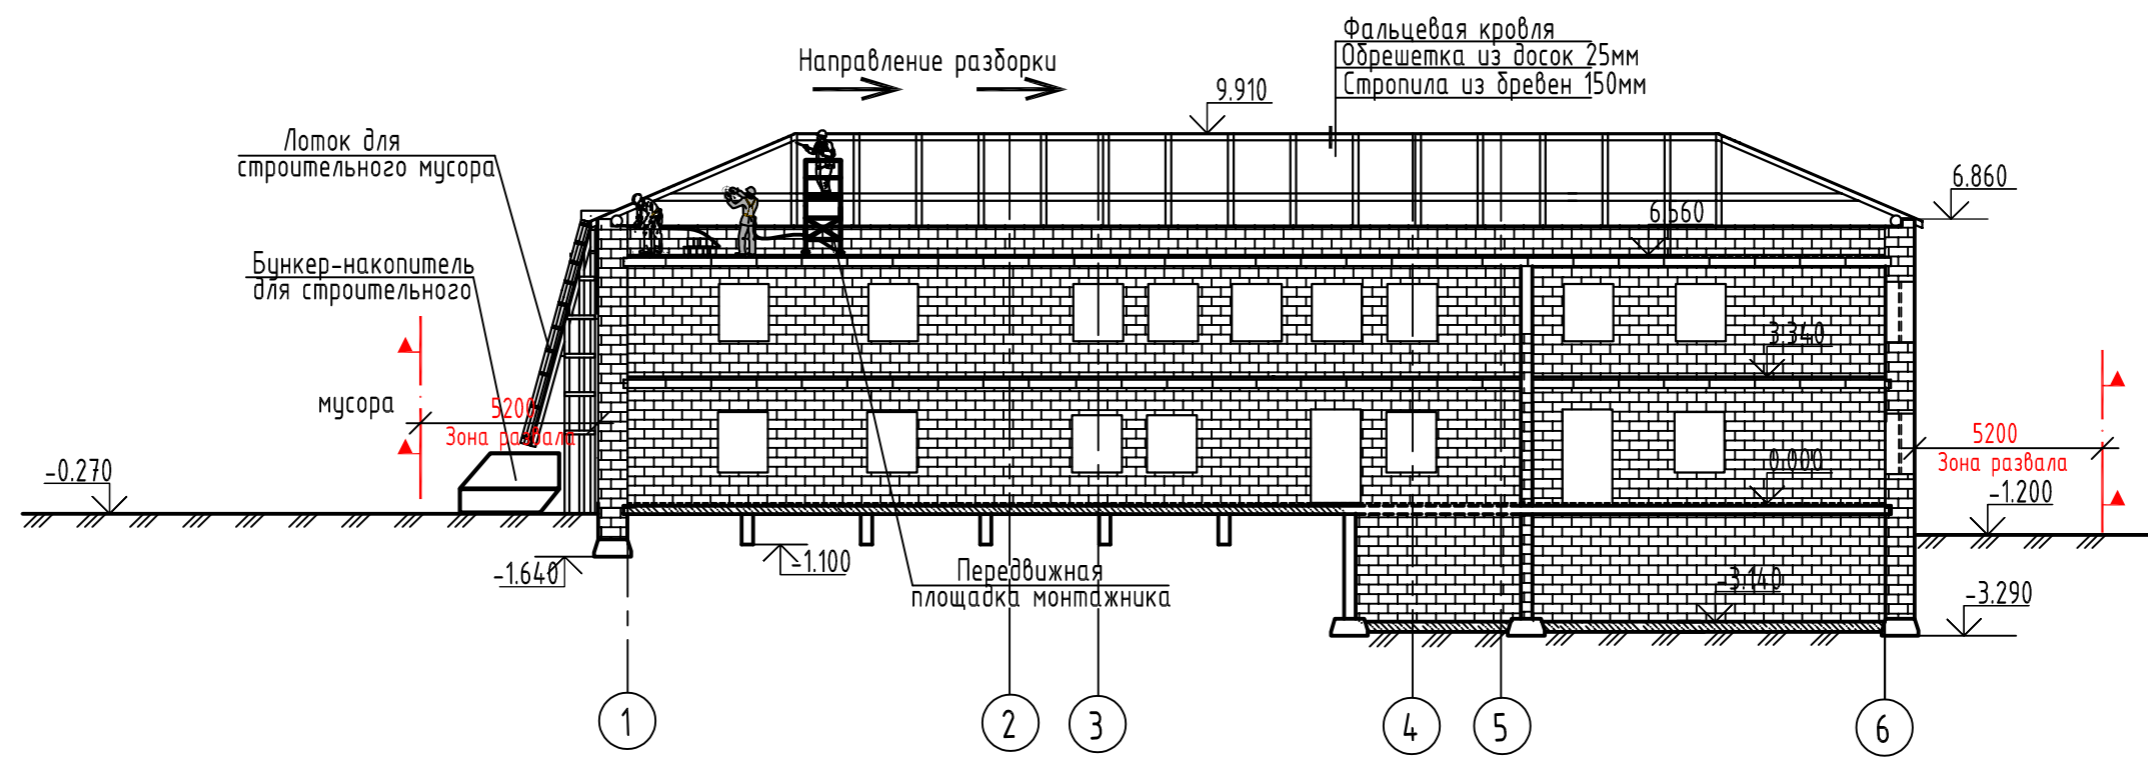 Фальцевая кровля
Обрешетка из досок 25мм
Стропила из бревен 150мм
Направление разборки
9.910
Лоток для
строительного мусора
6.860
6.560
Бункер-накопитель
для строительного
мусора
3.340
5200
Зона развала
5200
Зона развала
0.000
-0.270
-1.200
-1.640
-1.100
Передвижная
площадка монтажника
-3.140
-3.290
1
2
3
4
5
6